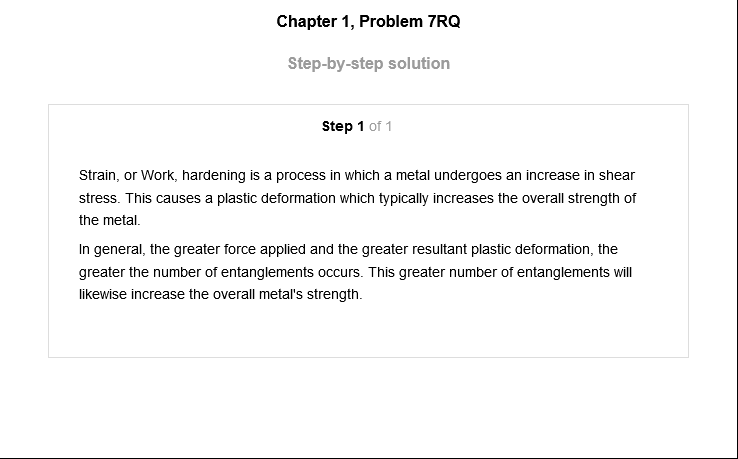 Chapter 1, Problem 7RQ
Step-by-step solution
Step 1 of 1
Strain, or Work, hardening is a process in which a metal undergoes an increase in shear
stress. This causes a plastic deformation which typically increases the overall strength of
the metal.
In general, the greater force applied and the greater resultant plastic deformation, the
greater the number of entanglements occurs. This greater number of entanglements will
likewise increase the overall metal's strength.